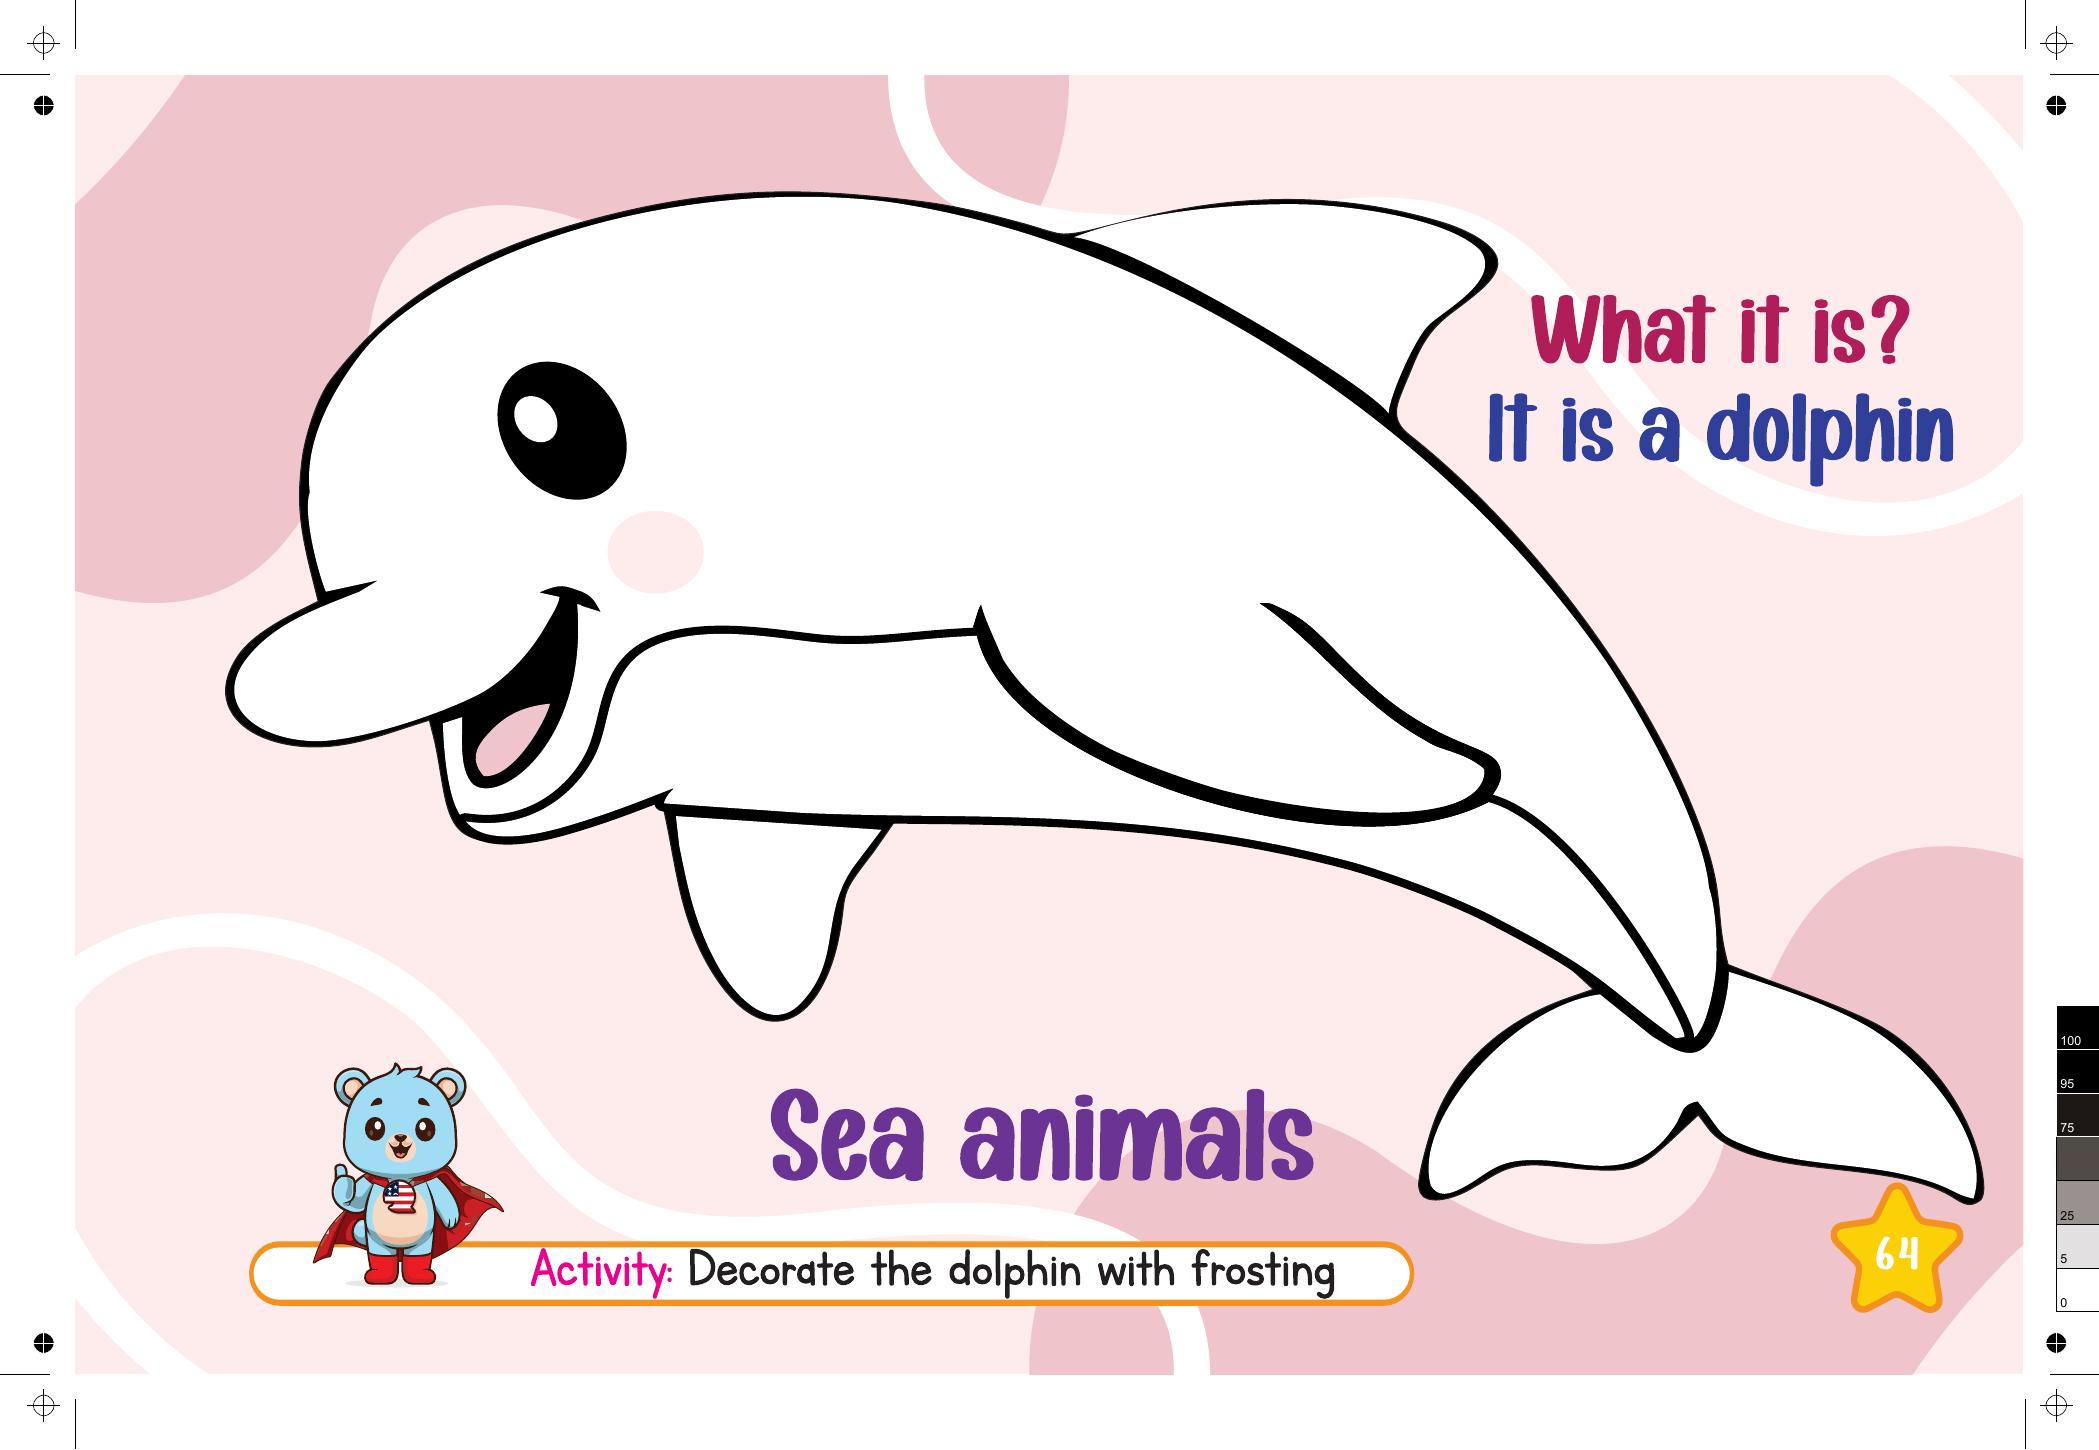 What it is?
It is a dolphin
Sea animals
Activity: Decorate the dolphin with frosting
64
100
95
75
25
5
0